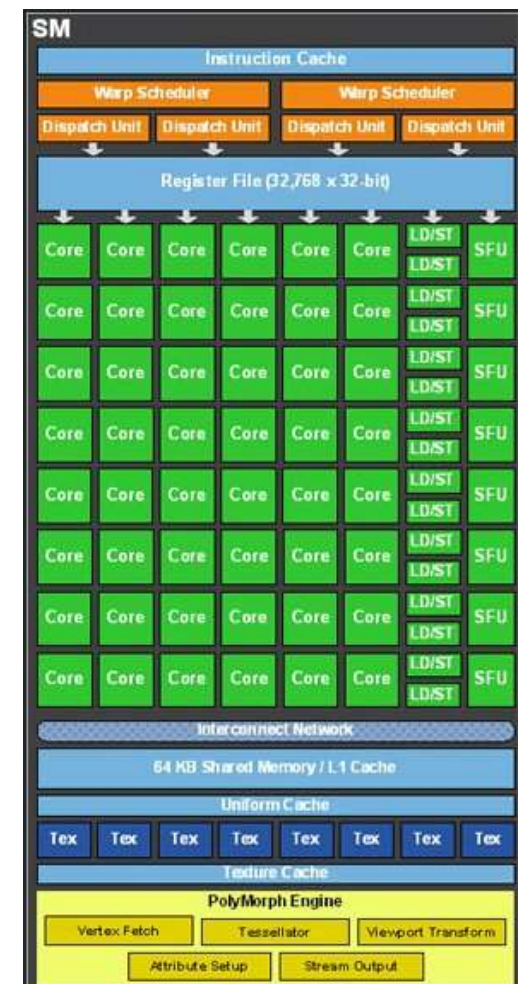 SM
Instruction Cache
Warp Scheduler Warp Scheduler
Dispatch Unit Dispatch Unit Dispatch Unit Dispatch Unit
Register File (32,768 x 32-bit)
LD/ST
Core Core Core Core Core Core SFU
LD/ST
LD/ST
Core Core Core Core Core Core SFU
LD/ST
LD/ST
Core Core Core Core Core Core SFU
LD/ST
LD/ST
Core Core Core Core Core Core SFU
LD/ST
LD/ST
Core Core Core Core Core Core SFU
LD/ST
LD/ST
Core Core Core Core Core Core SFU
LD/ST
LD/ST
Core Core Core Core Core Core SFU
LD/ST
LD/ST
Core Core Core Core Core Core SFU
LD/ST
Interconnect Network
64 KB Shared Memory / L1 Cache
Uniform Cache
Tex Tex Tex Tex Tex Tex Tex Tex
Texture Cache
PolyMorph Engine
Vertex Fetch Tessellator Viewport Transform
Attribute Setup Stream Output